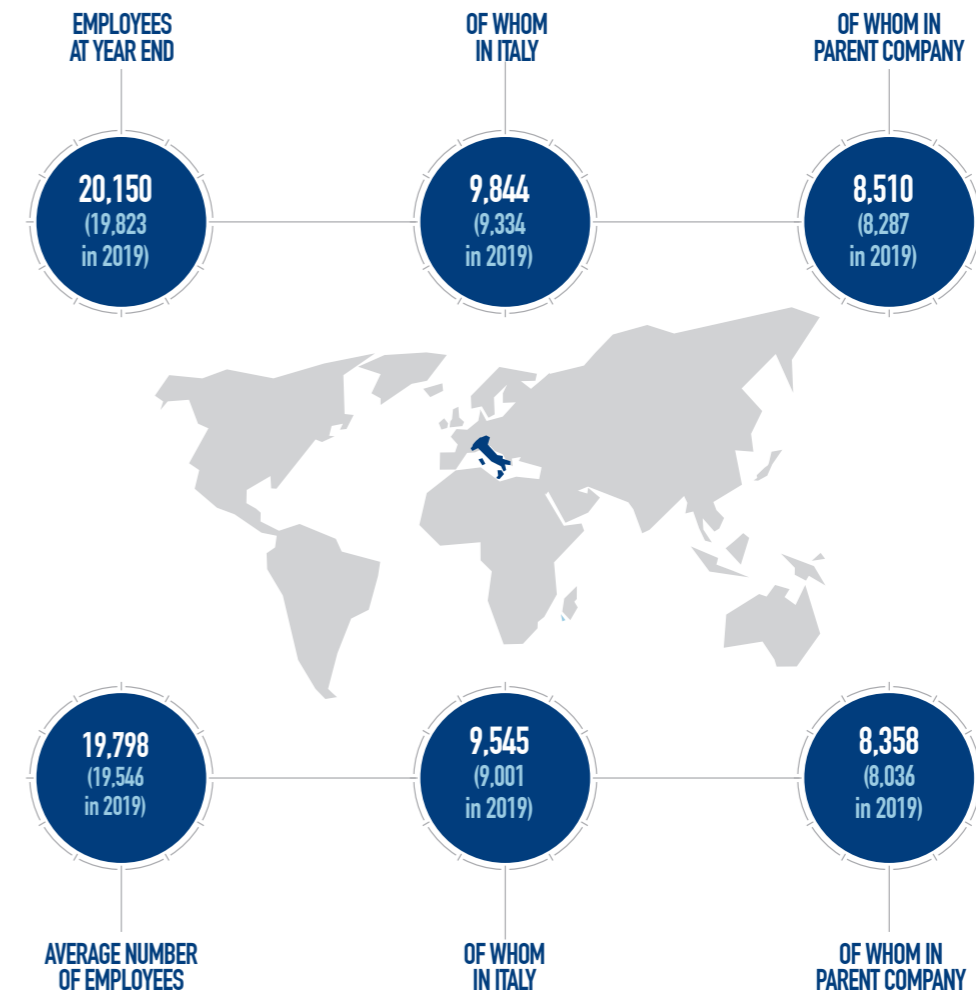 EMPLOYEES
AT YEAR END
OF WHOM
IN ITALY
OF WHOM IN
PARENT COMPANY
20,150
(19,823
in 2019)
9,844
(9,334
in 2019)
8,510
(8,287
in 2019)
19,798
(19,546
in 2019)
9,545
(9,001
in 2019)
8,358
(8,036
in 2019)
AVERAGE NUMBER
OF EMPLOYEES
OF WHOM
IN ITALY
OF WHOM IN
PARENT COMPANY